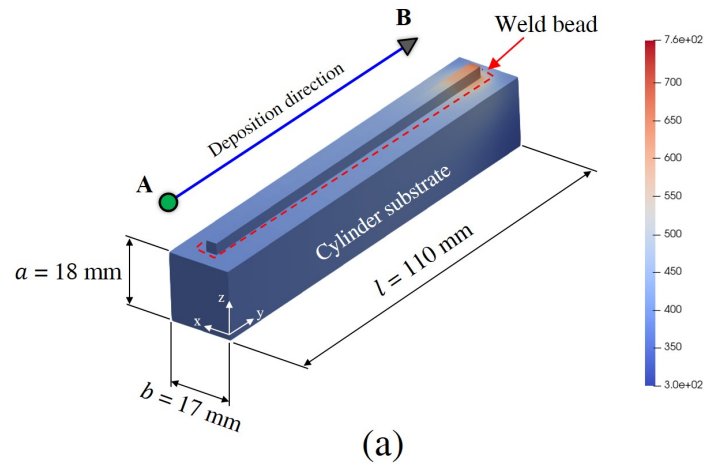 B
Weld bead
Deposition direction
A
Cylinder substrate
a = 18 mm
l = 110 mm
z
x
y
b = 17 mm
7.6e+02
700
650
600
550
500
450
400
350
3.0e+02
(a)